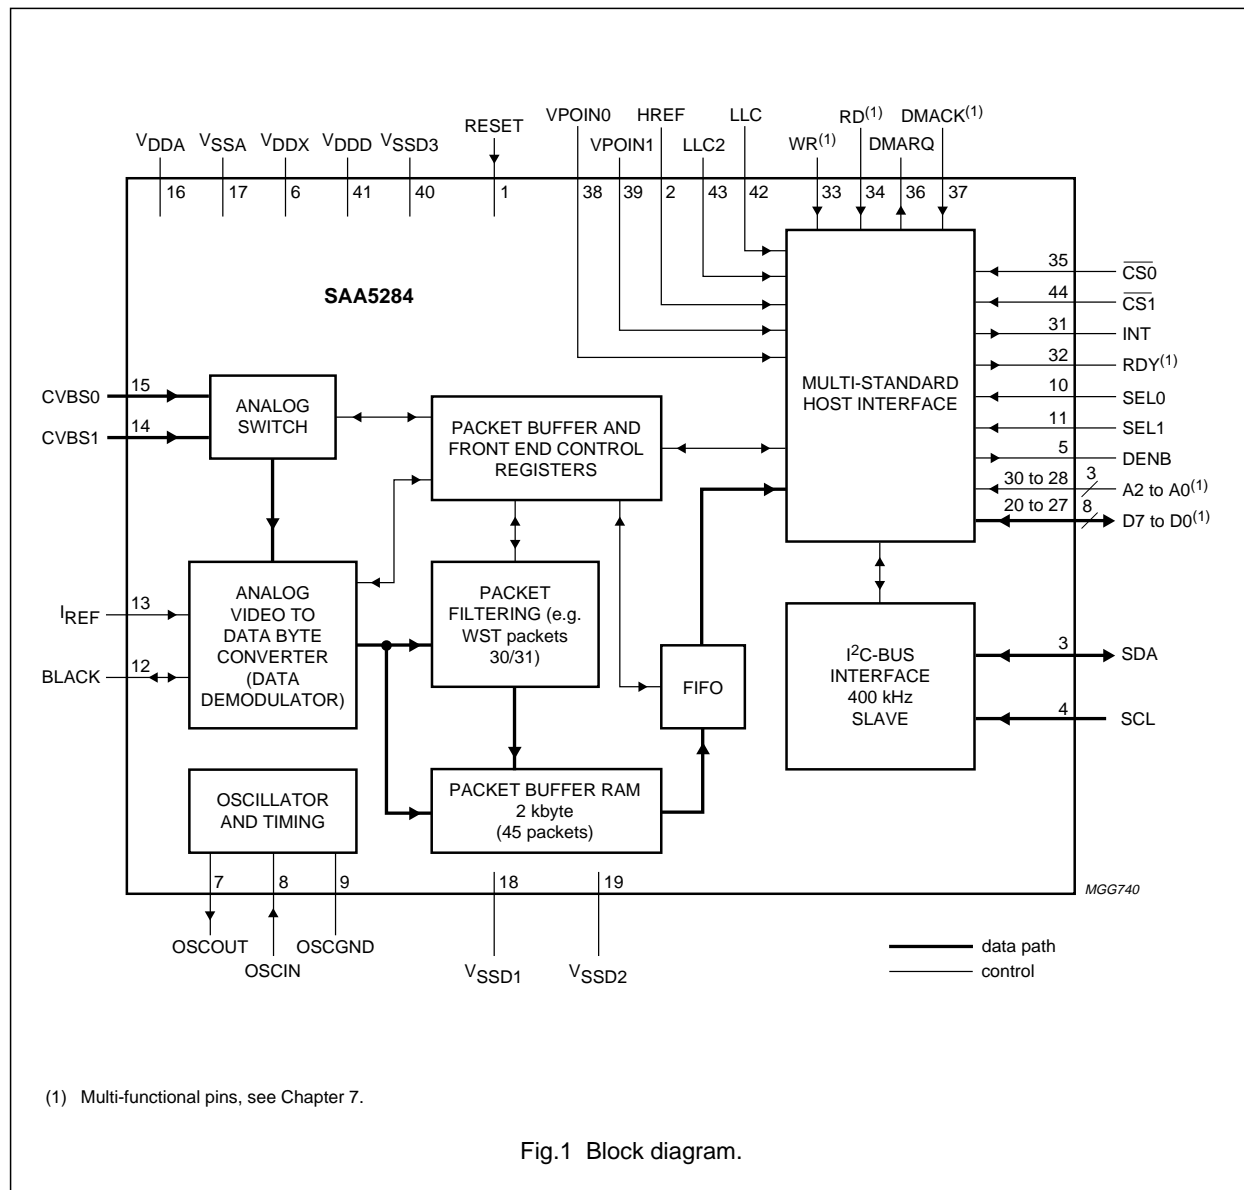 VPOIN0 HREF LLC RD(1) DMACK(1)
RESET
VDDA VSSA VDDX VDDD VSSD3 VPOIN1 LLC2 WR(1) DMARQ
16 17 6 41 40 1 38 39 2 43 42 33 34 36 37
SAA5284
35 CS0
44 CS1
31 INT
32 RDY(1)
10 SEL0
11 SEL1
5 DENB
30 to 28 3 A2 to A0(1)
20 to 27 8 D7 to D0(1)
MULTI-STANDARD
HOST INTERFACE
CVBS0 15
CVBS1 14
ANALOG
SWITCH
PACKET BUFFER AND
FRONT END CONTROL
REGISTERS
IREF 13
BLACK 12
ANALOG
VIDEO TO
DATA BYTE
CONVERTER
(DATA
DEMODULATOR)
PACKET
FILTERING (e.g.
WST packets
30/31)
FIFO
I2C-BUS
INTERFACE
400 kHz
SLAVE
3 SDA
4 SCL
OSCILLATOR
AND TIMING
PACKET BUFFER RAM
2 kbyte
(45 packets)
7 8 9 18 19
MGG740
OSCOUT OSCGND
OSCIN
VSSD1 VSSD2
data path
control
(1) Multi-functional pins, see Chapter 7.
Fig.1 Block diagram.